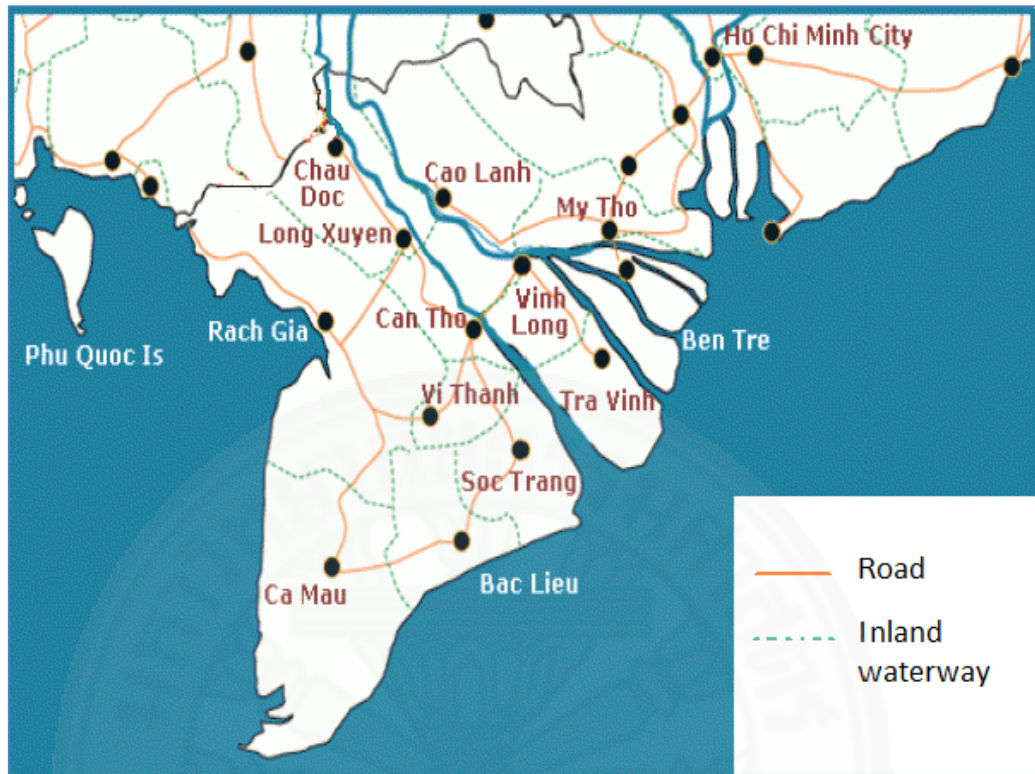 Ho Chi Minh City
Chau
Doc
Cao Lanh
My Tho
Long Xuyen
Vinh
Long
Can Tho
Rach Gia
Ben Tre
Phu Quoc Is
Vi Thanh
Tra Vinh
Soc Trang
Bac Lieu
Ca Mau
Road
Inland
waterway